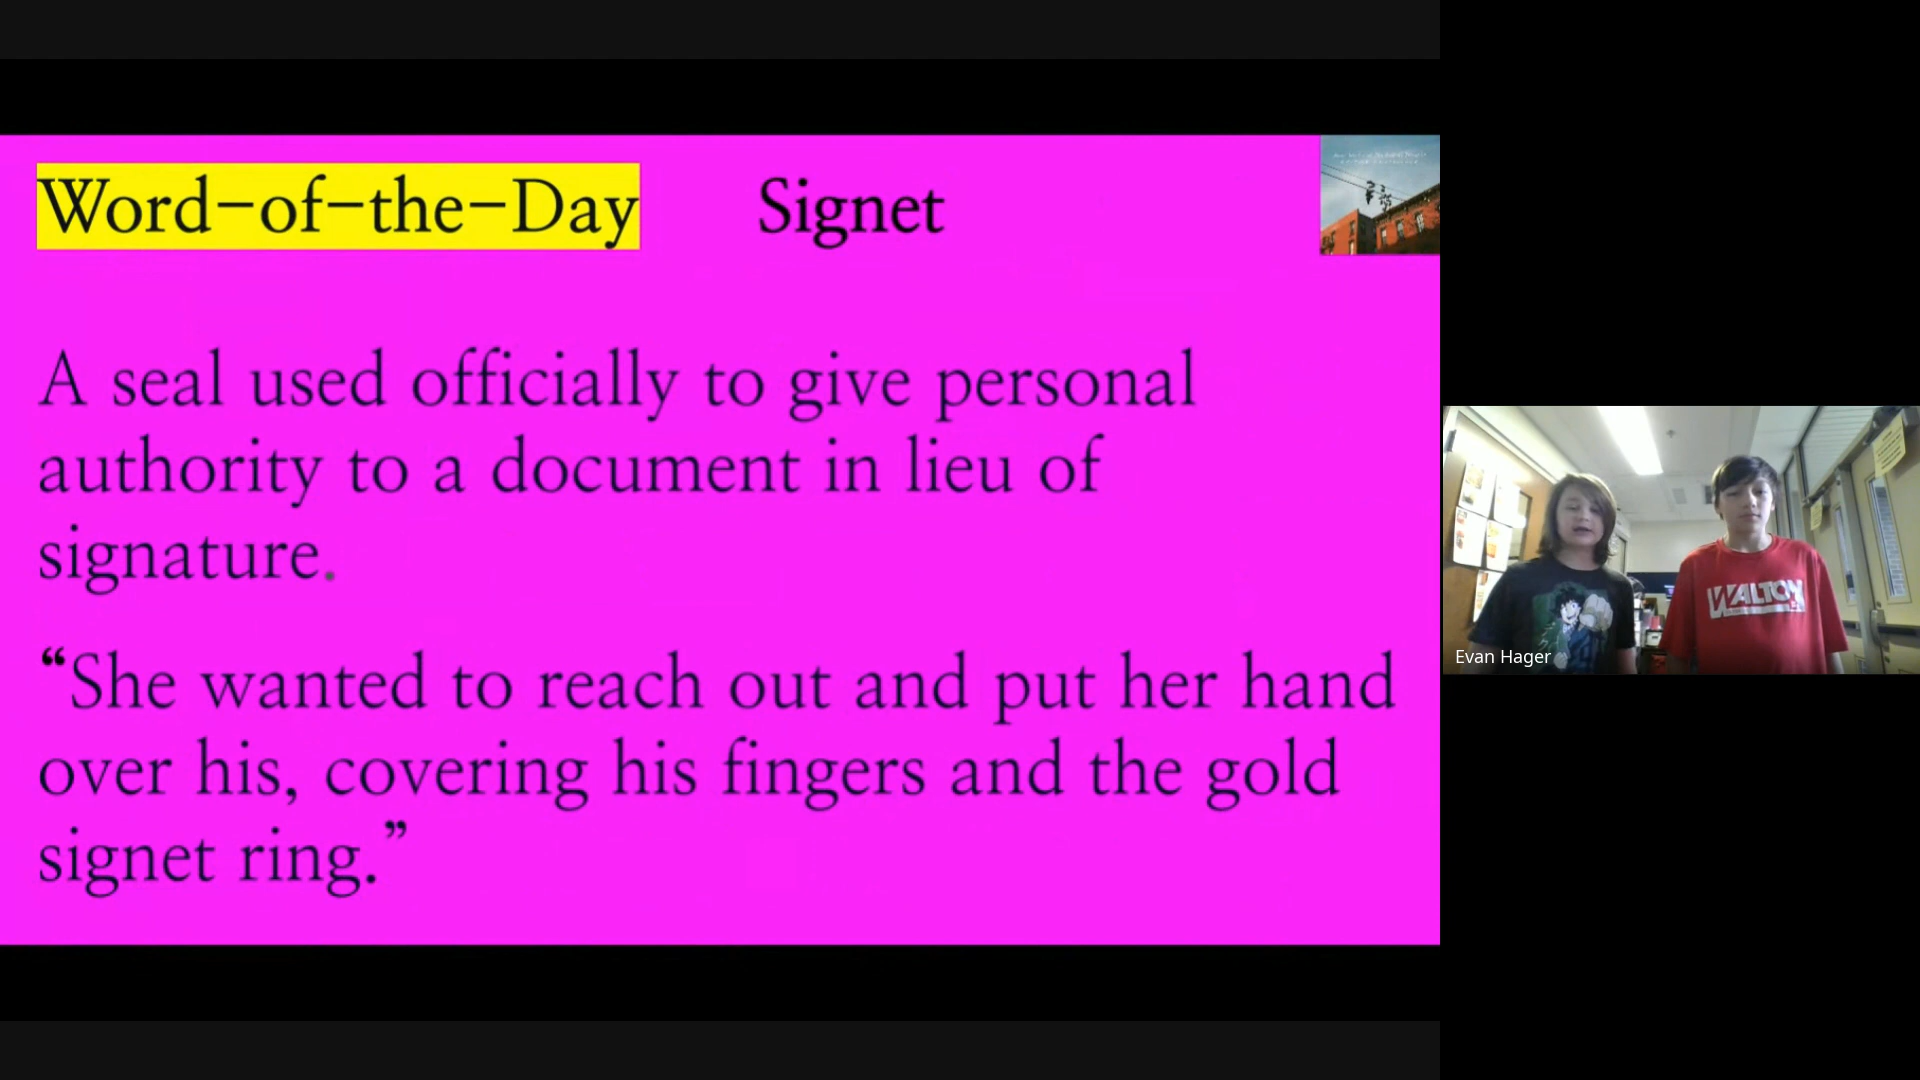 Word-of-the-Day Signet
A seal used officially to give personal
authority to a document in lieu of
signature.
“She wanted to reach out and put her hand
over his, covering his fingers and the gold
signet ring.”
WALTON
Evan Hager